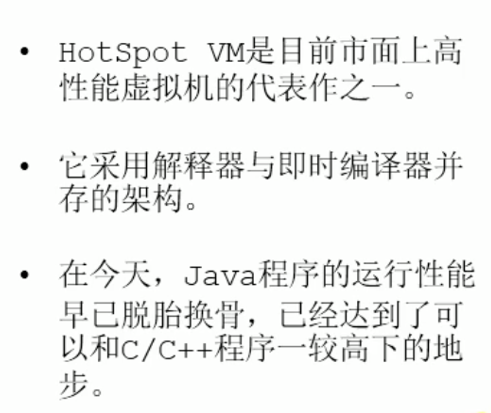 • HotSpot VM是目前市面上高
性能虚拟机的代表作之一。
• 它采用解释器与即时编译器并
存的架构。
• 在今天，Java程序的运行性能
早已脱胎换骨，已经达到了可
以和C/C++程序一较高下的地
步。